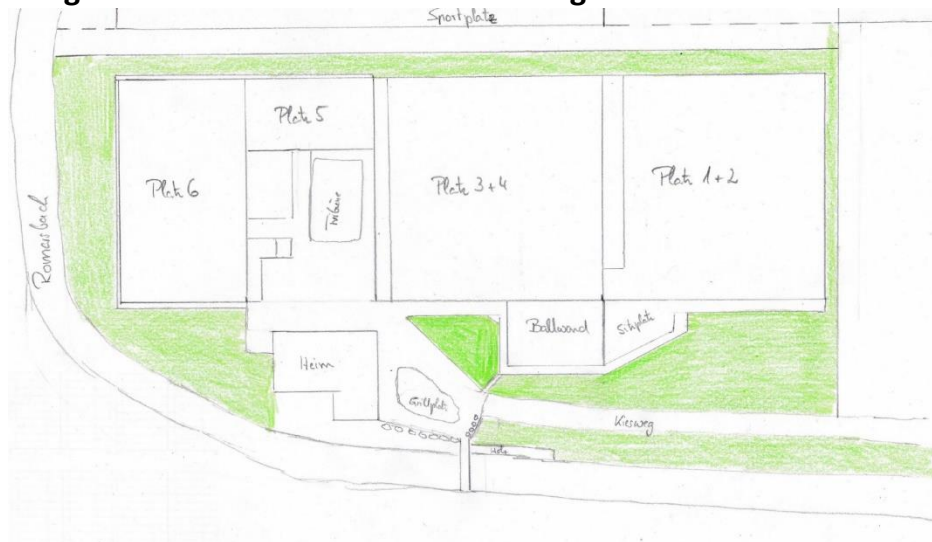 Sportplatz
Platz 5
Platz 6
Platz 3+4
Platz 1+2
Tribüne
Ballwand
Sitzplatz
Heim
Grillplatz
Kiesweg